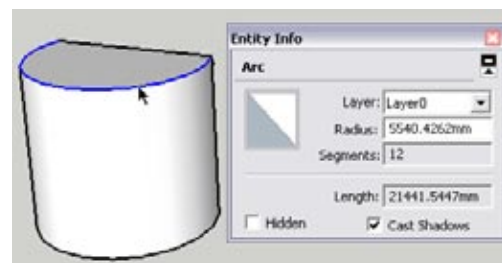 Entity Info
Arc
Layer: Layer0
Radius: 5540.4262mm
Segments: 12
Length: 21441.5447mm
Hidden Cast Shadows